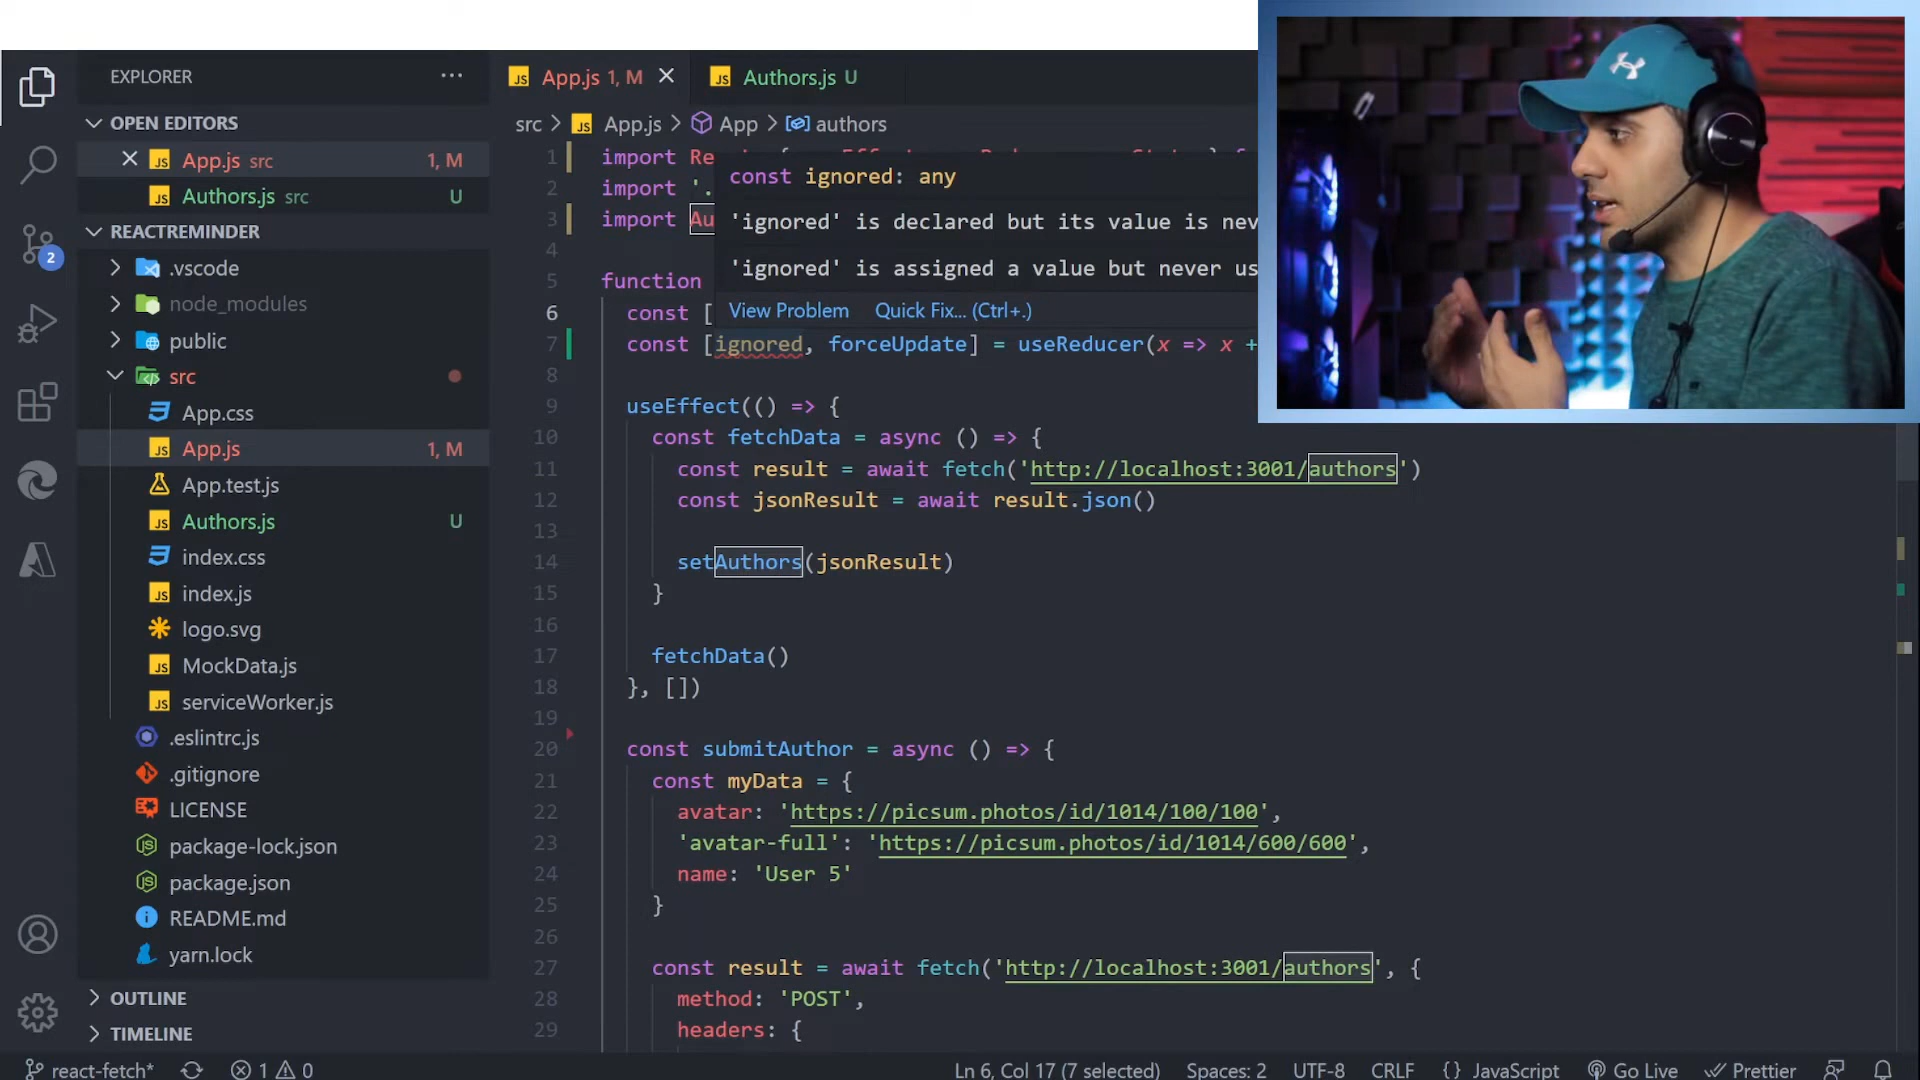 EXPLORER
OPEN EDITORS
App.js src 1, M
Authors.js src U
REACTREMINDER
.vscode
node_modules
public
src
App.css
App.js 1, M
App.test.js
Authors.js U
index.css
index.js
logo.svg
MockData.js
serviceWorker.js
.eslintrc.js
.gitignore
LICENSE
package-lock.json
package.json
README.md
yarn.lock
OUTLINE
TIMELINE
2
App.js 1, M
Authors.js U
src > App.js > App > authors
1 import Re
2 import '.
3 import Au
const ignored: any
'ignored' is declared but its value is nev
'ignored' is assigned a value but never us
View Problem Quick Fix... (Ctrl+.)
4
5 function
6 const [
7 const [ignored, forceUpdate] = useReducer(x => x +
8
9 useEffect(() => {
10 const fetchData = async () => {
11 const result = await fetch('http://localhost:3001/authors')
12 const jsonResult = await result.json()
13
14 setAuthors(jsonResult)
15 }
16
17 fetchData()
18 }, [])
19
20 const submitAuthor = async () => {
21 const myData = {
22 avatar: 'https://picsum.photos/id/1014/100/100',
23 'avatar-full': 'https://picsum.photos/id/1014/600/600',
24 name: 'User 5'
25 }
26
27 const result = await fetch('http://localhost:3001/authors', {
28 method: 'POST',
29 headers: {
react-fetch* 1 0 Ln 6, Col 17 (7 selected) Spaces: 2 UTF-8 CRLF {} JavaScript Go Live Prettier